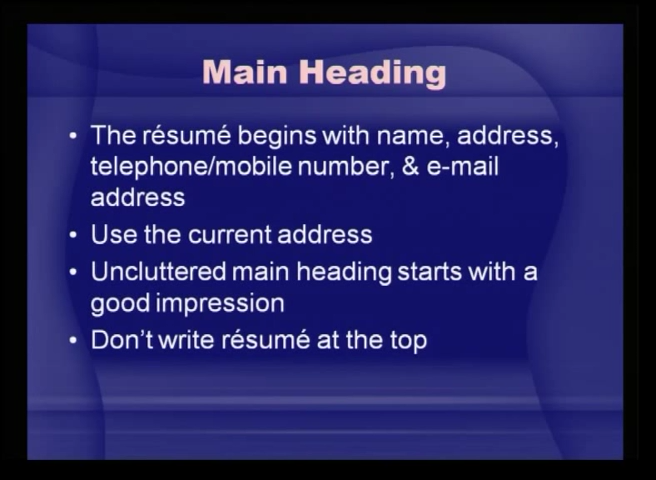 Main Heading
• The résumé begins with name, address,
telephone/mobile number, & e-mail
address
• Use the current address
• Uncluttered main heading starts with a
good impression
• Don't write résumé at the top